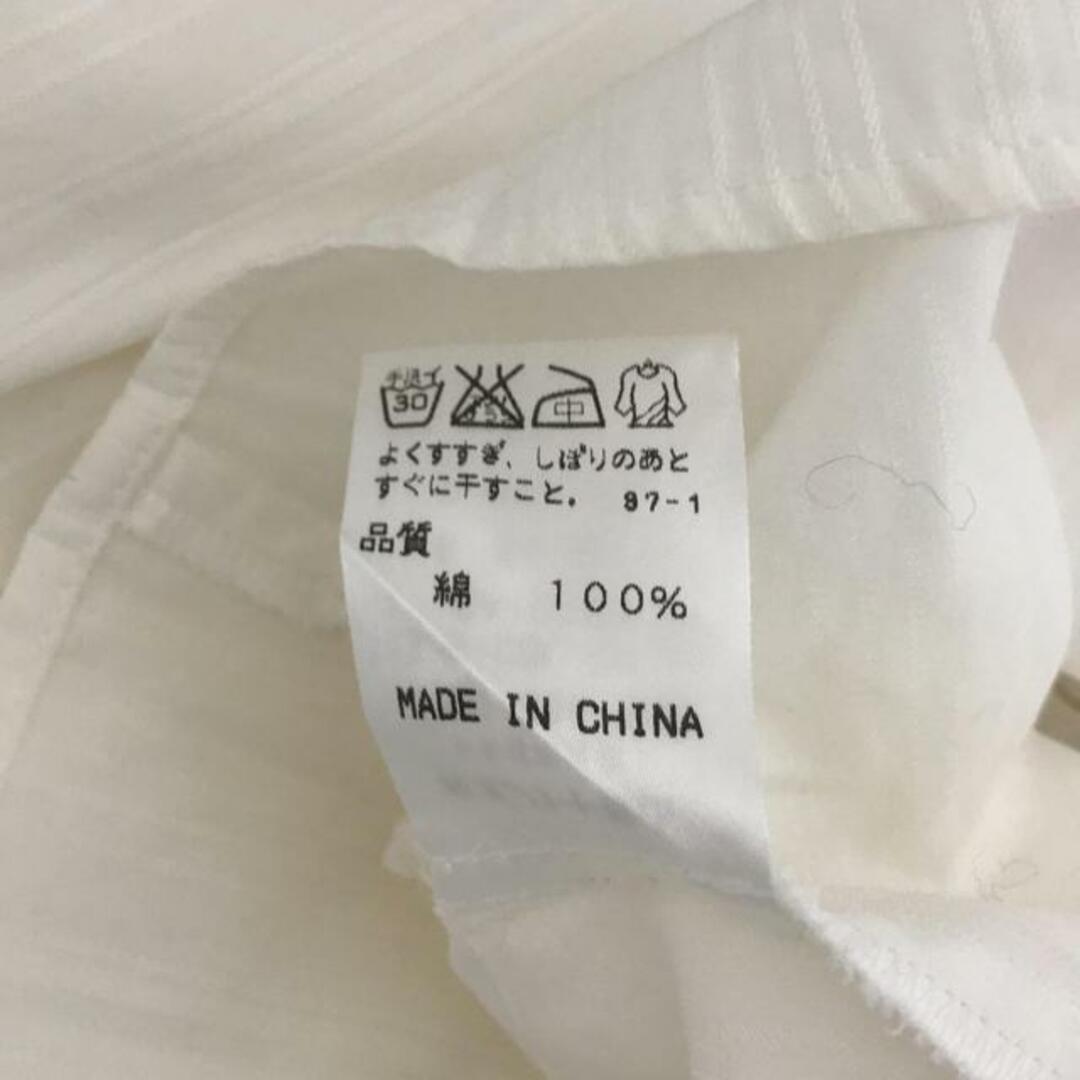 手洗イ
30
中
よくすすぎ、しぼりのあと
すぐに干すこと。 97-1
品質
綿 100%
MADE IN CHINA